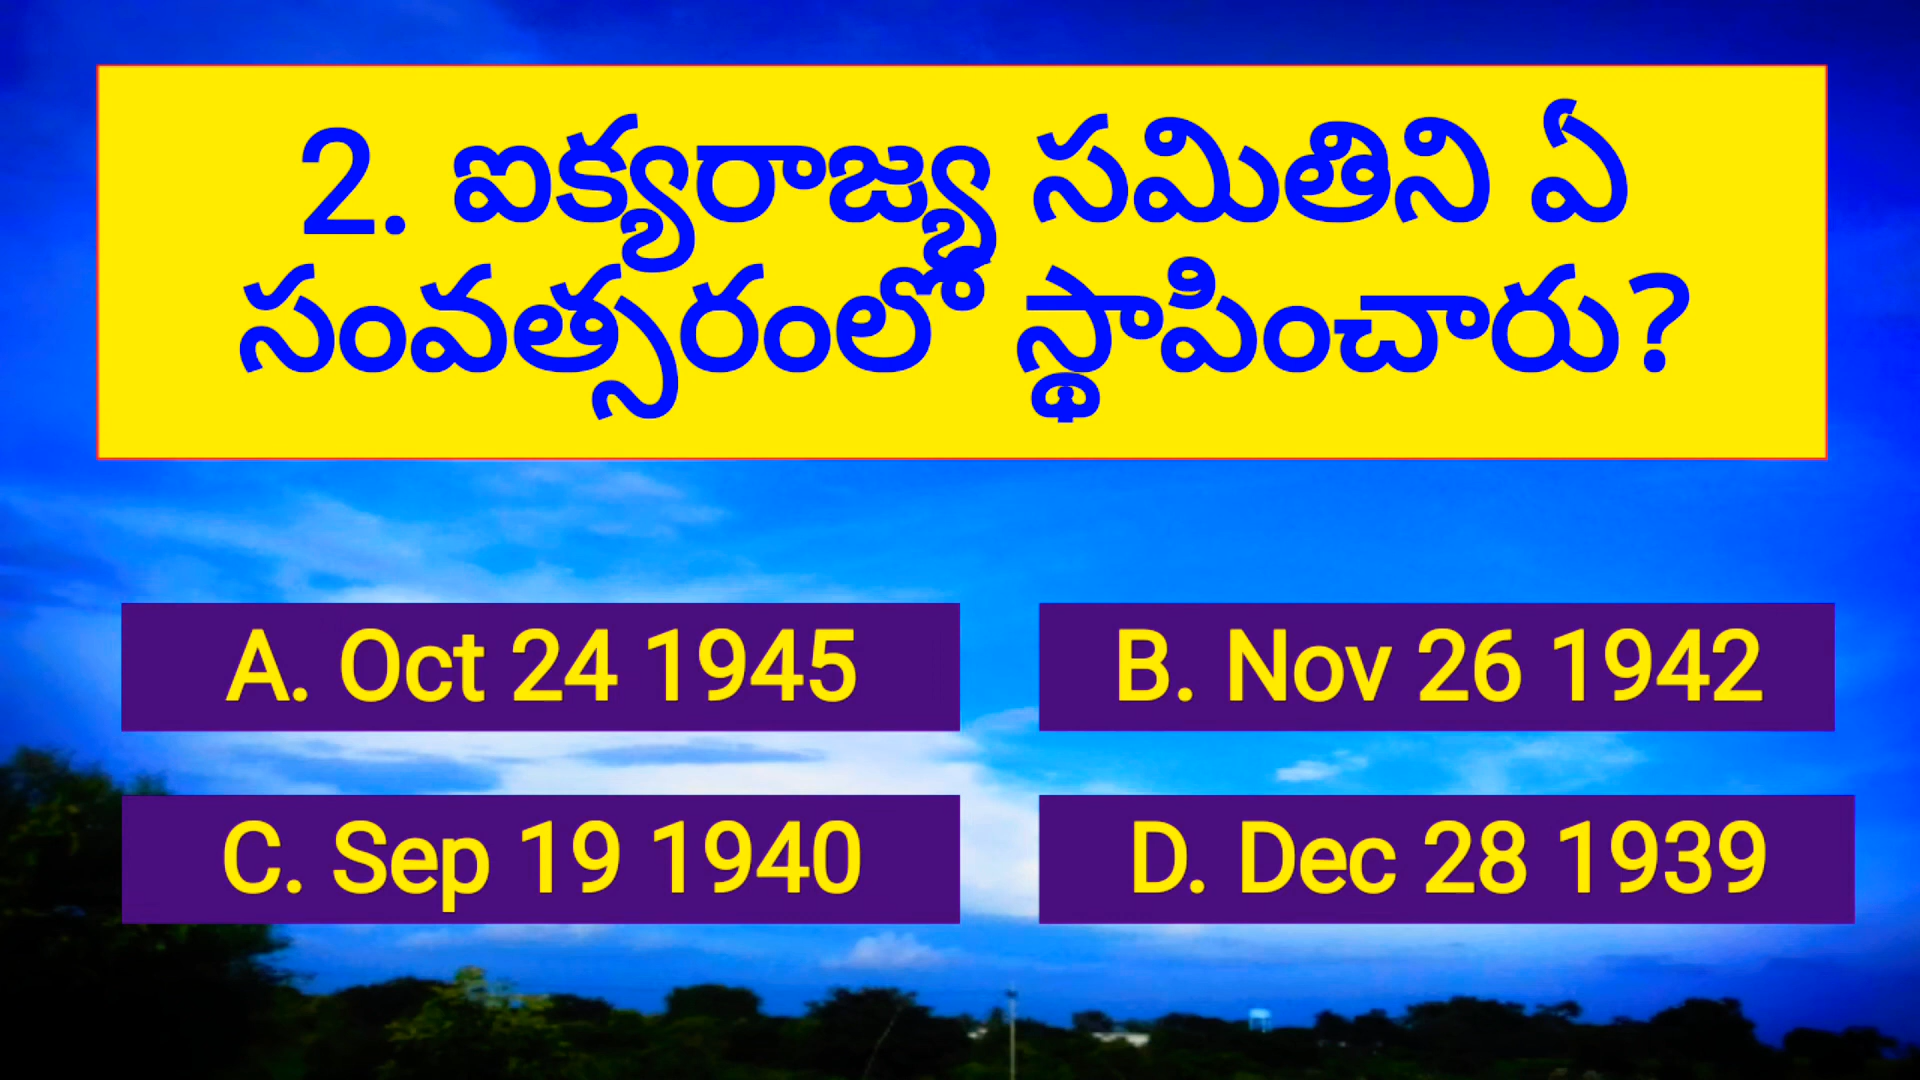 2. ఐక్యరాజ్య సమితిని ఏ
సంవత్సరంలో స్థాపించారు?
A. Oct 24 1945
B. Nov 26 1942
C. Sep 19 1940
D. Dec 28 1939